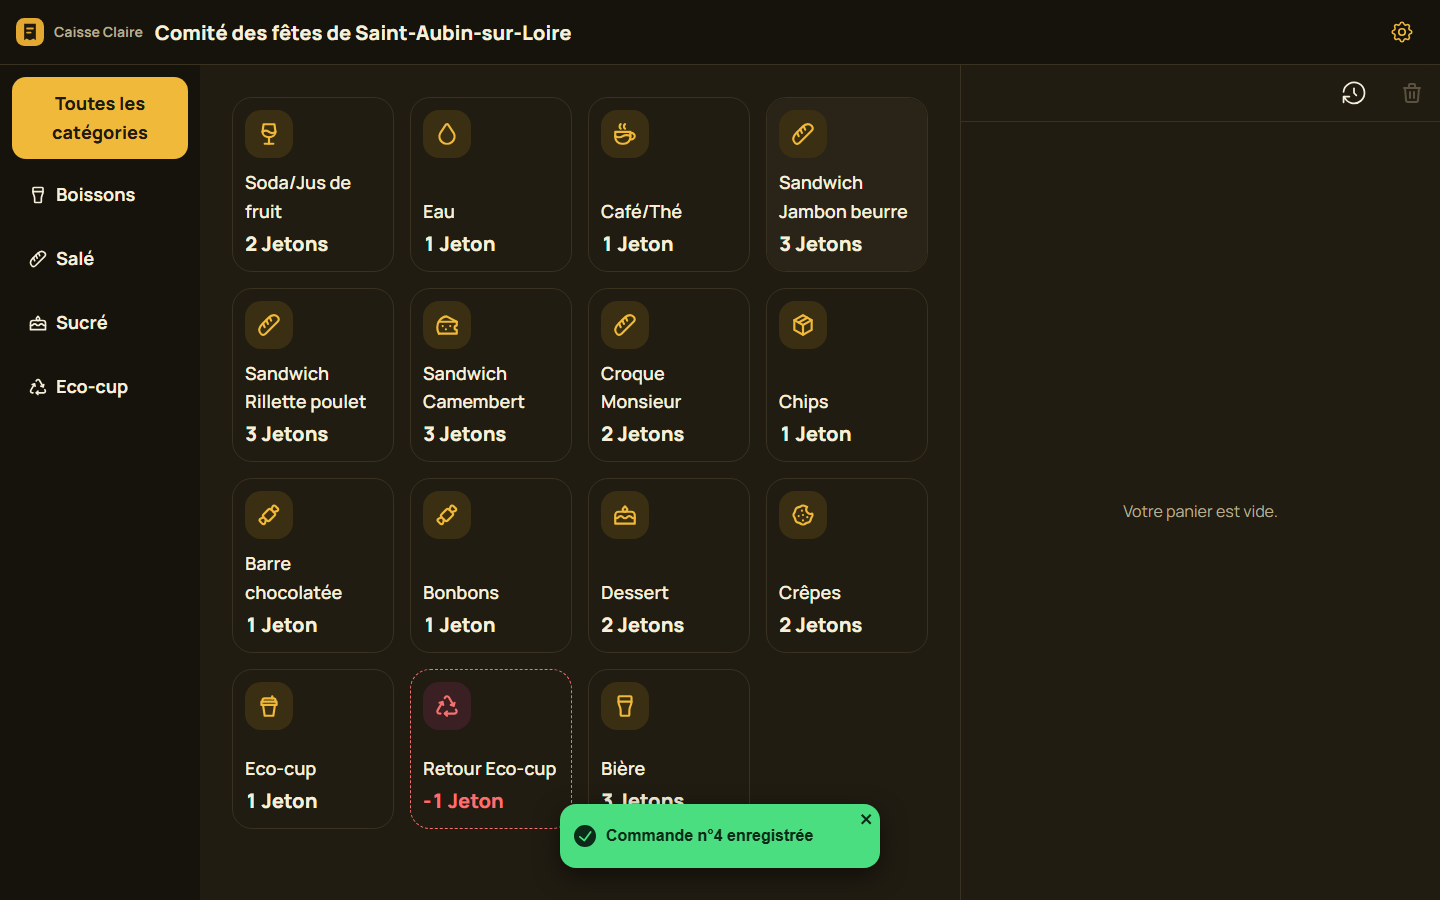 Caisse Claire
Comité des fêtes de Saint-Aubin-sur-Loire
Toutes les
catégories
Boissons
Salé
Sucré
Eco-cup
Soda/Jus de
fruit
2 Jetons
Eau
1 Jeton
Café/Thé
1 Jeton
Sandwich
Jambon beurre
3 Jetons
Sandwich
Rillette poulet
3 Jetons
Sandwich
Camembert
3 Jetons
Croque
Monsieur
2 Jetons
Chips
1 Jeton
Barre
chocolatée
1 Jeton
Bonbons
1 Jeton
Dessert
2 Jetons
Crêpes
2 Jetons
Eco-cup
1 Jeton
Retour Eco-cup
-1 Jeton
Bière
3 Jetons
Votre panier est vide.
Commande n°4 enregistrée